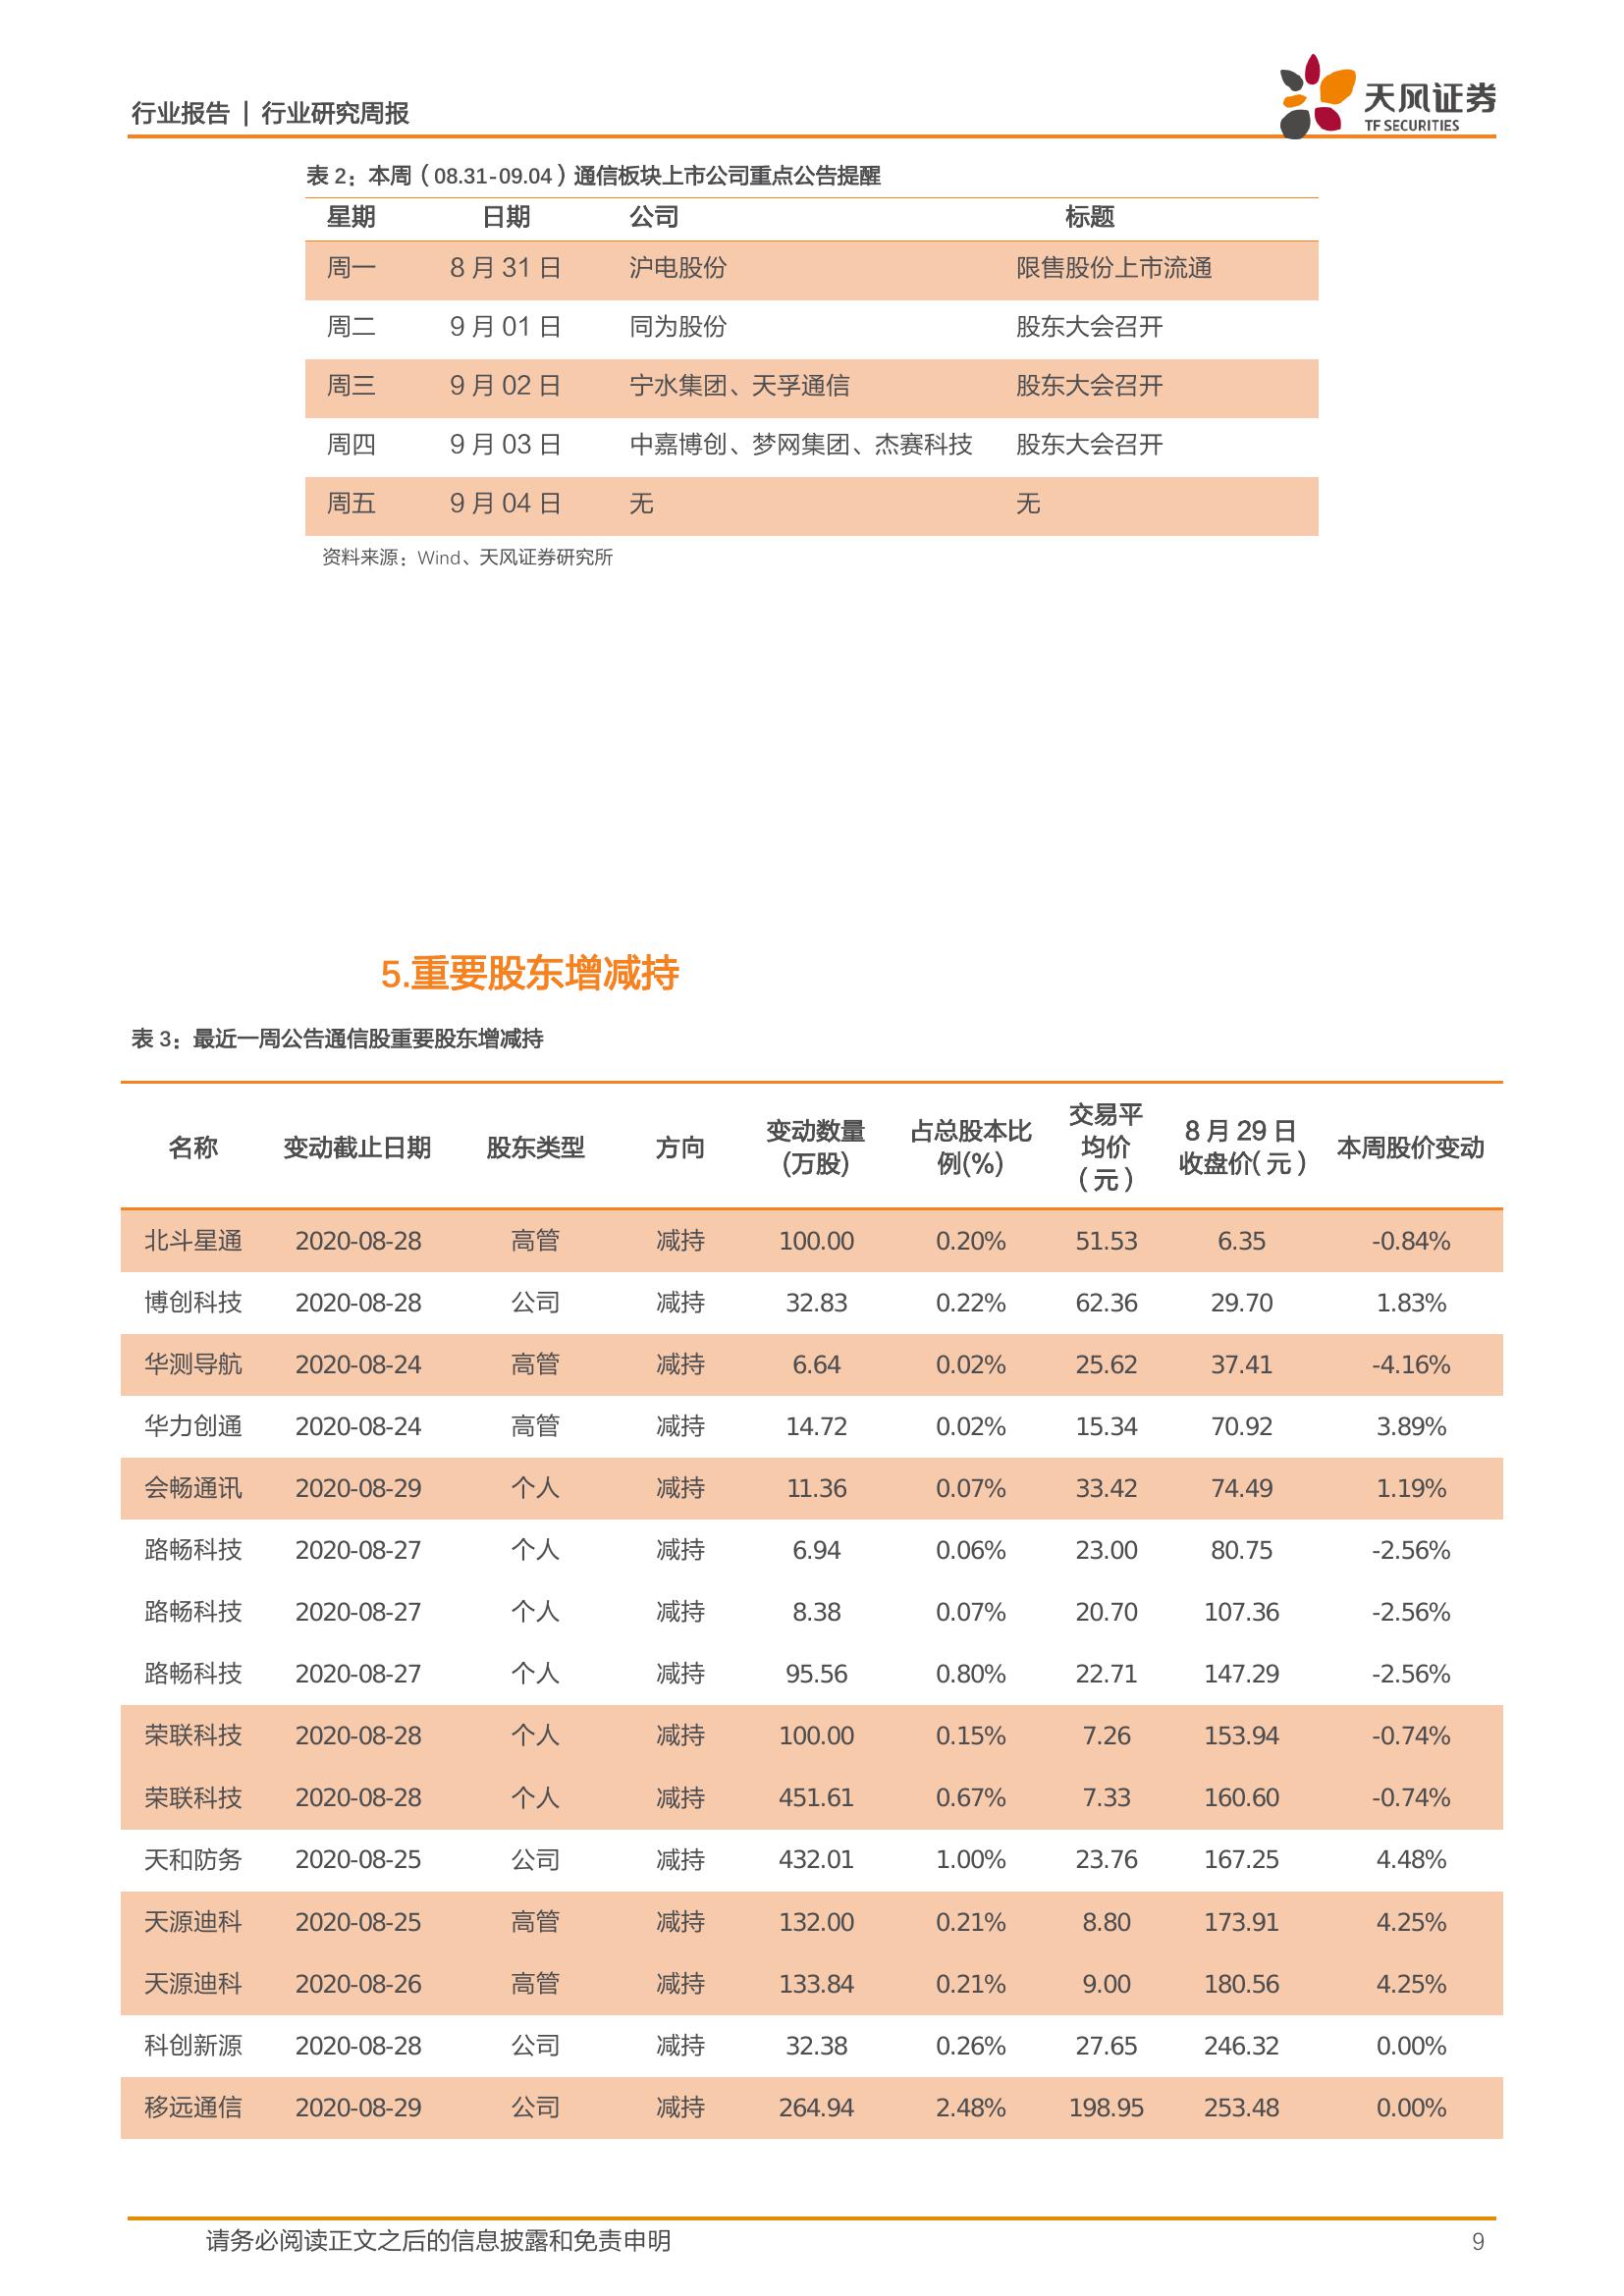 行业报告 | 行业研究周报
天风证券
TF SECURITIES
表 2：本周（08.31-09.04）通信板块上市公司重点公告提醒
星期 日期 公司 标题
周一 8 月 31 日 沪电股份 限售股份上市流通
周二 9 月 01 日 同为股份 股东大会召开
周三 9 月 02 日 宁水集团、天孚通信 股东大会召开
周四 9 月 03 日 中嘉博创、梦网集团、杰赛科技 股东大会召开
周五 9 月 04 日 无 无
资料来源：Wind、天风证券研究所
5.重要股东增减持
表 3：最近一周公告通信股重要股东增减持
名称 变动截止日期 股东类型 方向 变动数量(万股) 占总股本比例(%) 交易平均价（元） 8 月 29 日收盘价(元) 本周股价变动
北斗星通 2020-08-28 高管 减持 100.00 0.20% 51.53 6.35 -0.84%
博创科技 2020-08-28 公司 减持 32.83 0.22% 62.36 29.70 1.83%
华测导航 2020-08-24 高管 减持 6.64 0.02% 25.62 37.41 -4.16%
华力创通 2020-08-24 高管 减持 14.72 0.02% 15.34 70.92 3.89%
会畅通讯 2020-08-29 个人 减持 11.36 0.07% 33.42 74.49 1.19%
路畅科技 2020-08-27 个人 减持 6.94 0.06% 23.00 80.75 -2.56%
路畅科技 2020-08-27 个人 减持 8.38 0.07% 20.70 107.36 -2.56%
路畅科技 2020-08-27 个人 减持 95.56 0.80% 22.71 147.29 -2.56%
荣联科技 2020-08-28 个人 减持 100.00 0.15% 7.26 153.94 -0.74%
荣联科技 2020-08-28 个人 减持 451.61 0.67% 7.33 160.60 -0.74%
天和防务 2020-08-25 公司 减持 432.01 1.00% 23.76 167.25 4.48%
天源迪科 2020-08-25 高管 减持 132.00 0.21% 8.80 173.91 4.25%
天源迪科 2020-08-26 高管 减持 133.84 0.21% 9.00 180.56 4.25%
科创新源 2020-08-28 公司 减持 32.38 0.26% 27.65 246.32 0.00%
移远通信 2020-08-29 公司 减持 264.94 2.48% 198.95 253.48 0.00%
请务必阅读正文之后的信息披露和免责申明 9